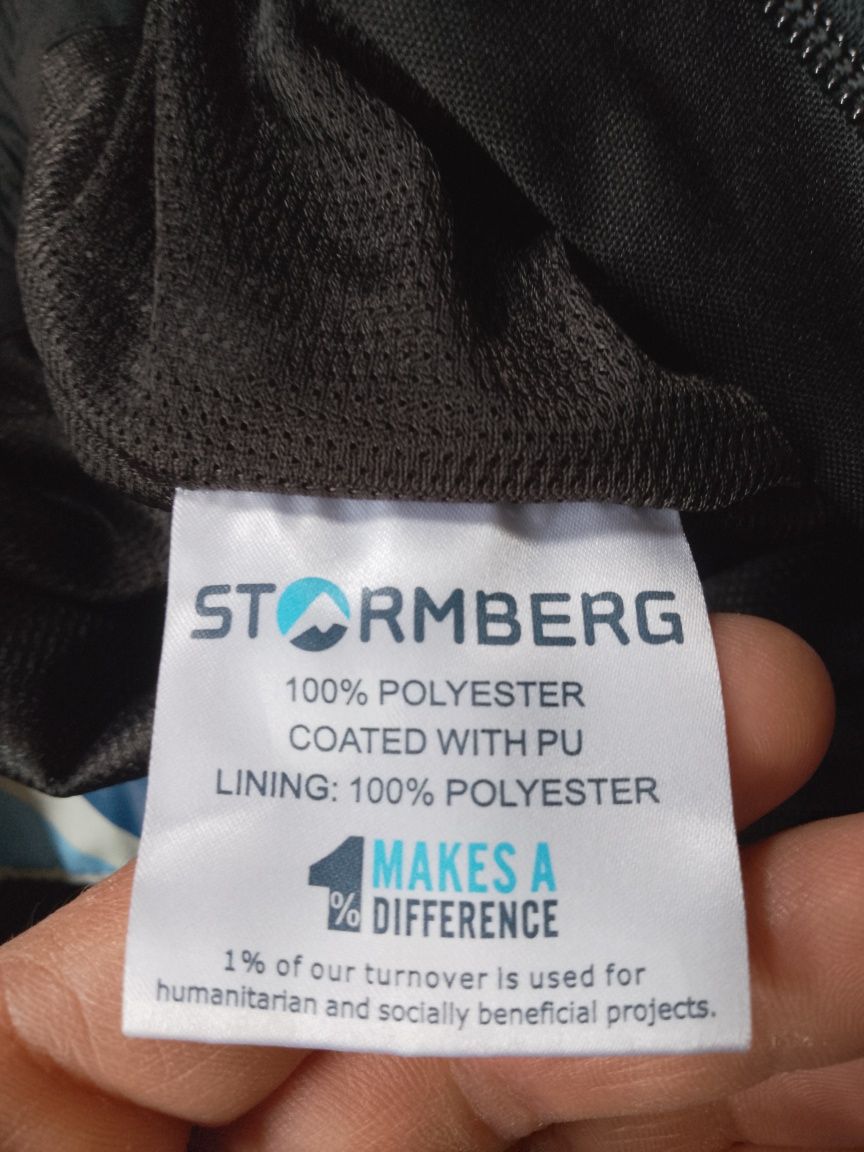 STORMBERG
100% POLYESTER
COATED WITH PU
LINING: 100% POLYESTER
1% MAKES A
DIFFERENCE
1% of our turnover is used for
humanitarian and socially beneficial projects.